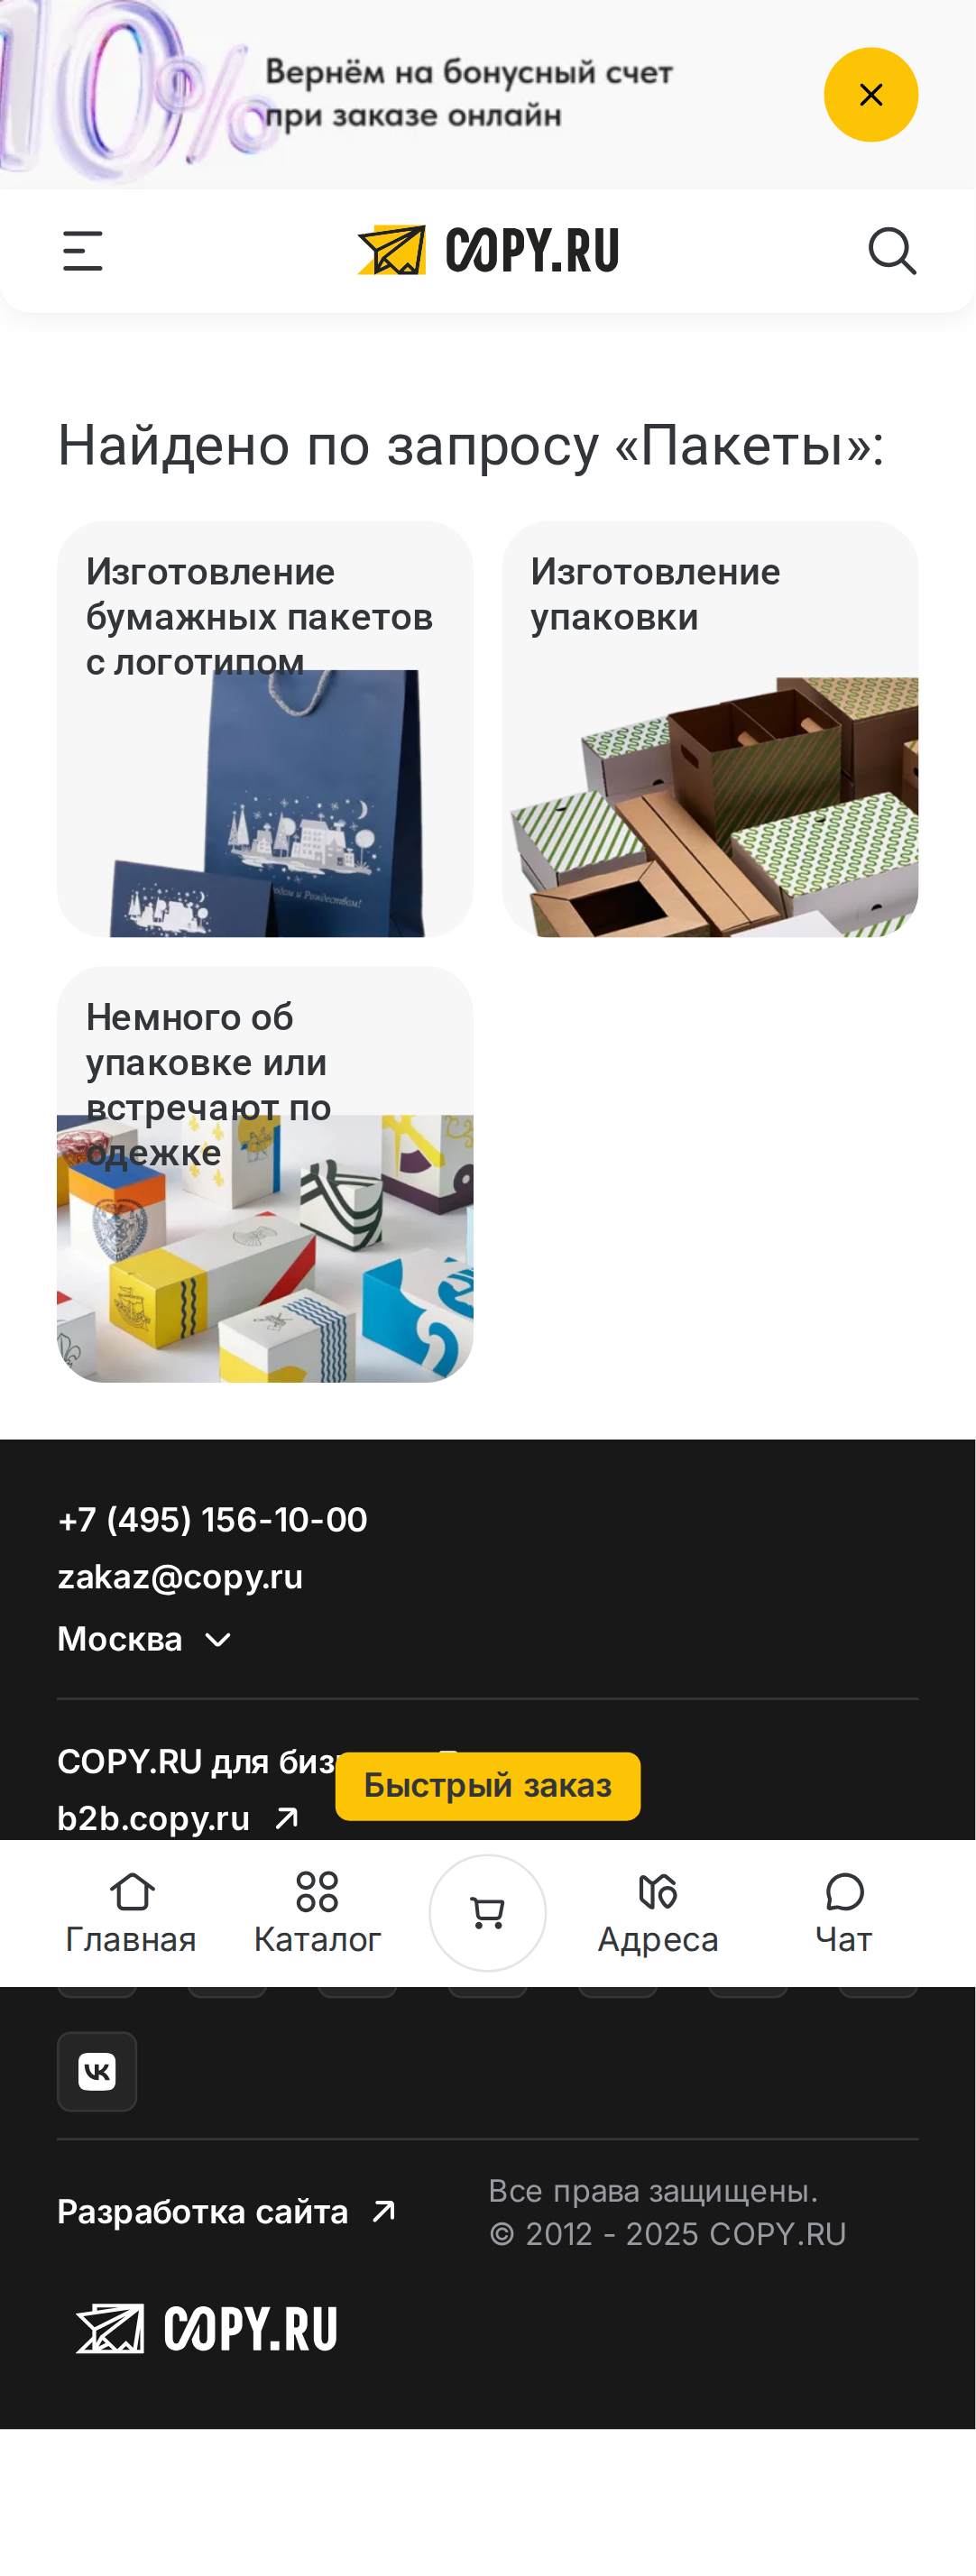 10%
Вернём на бонусный счет
при заказе онлайн
COPY.RU
Найдено по запросу «Пакеты»:
Изготовление
бумажных пакетов
с логотипом
Изготовление
упаковки
Немного об
упаковке или
встречают по
одежке
+7 (495) 156-10-00
zakaz@copy.ru
Москва
COPY.RU для
Быстрый заказ
b2b.copy.ru
Главная
Каталог
Адреса
Чат
Разработка сайта
Все права защищены.
© 2012 - 2025 COPY.RU
COPY.RU